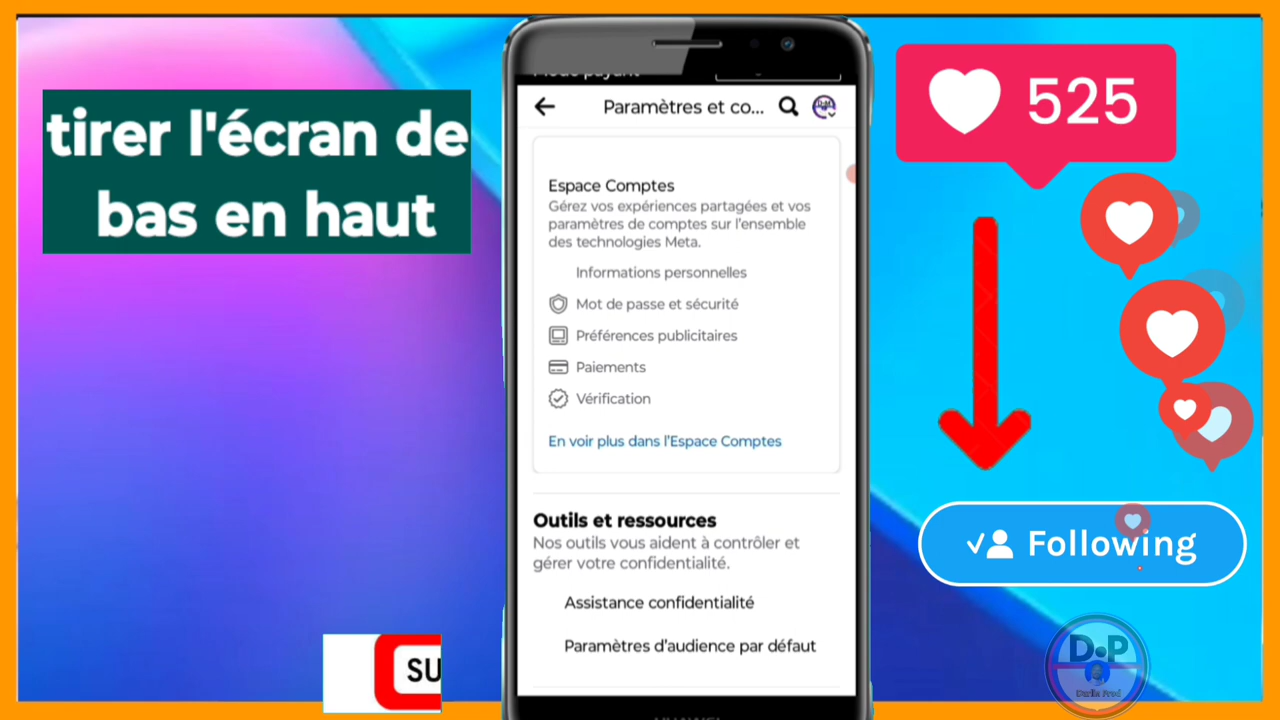 tirer l'écran de
bas en haut
Paramètres et co...
Espace Comptes
Gérez vos expériences partagées et vos
paramètres de comptes sur l'ensemble
des technologies Meta.
Informations personnelles
Mot de passe et sécurité
Préférences publicitaires
Paiements
Vérification
En voir plus dans l'Espace Comptes
Outils et ressources
Nos outils vous aident à contrôler et
gérer votre confidentialité.
Assistance confidentialité
Paramètres d'audience par défaut
525
Following
SU
D.P